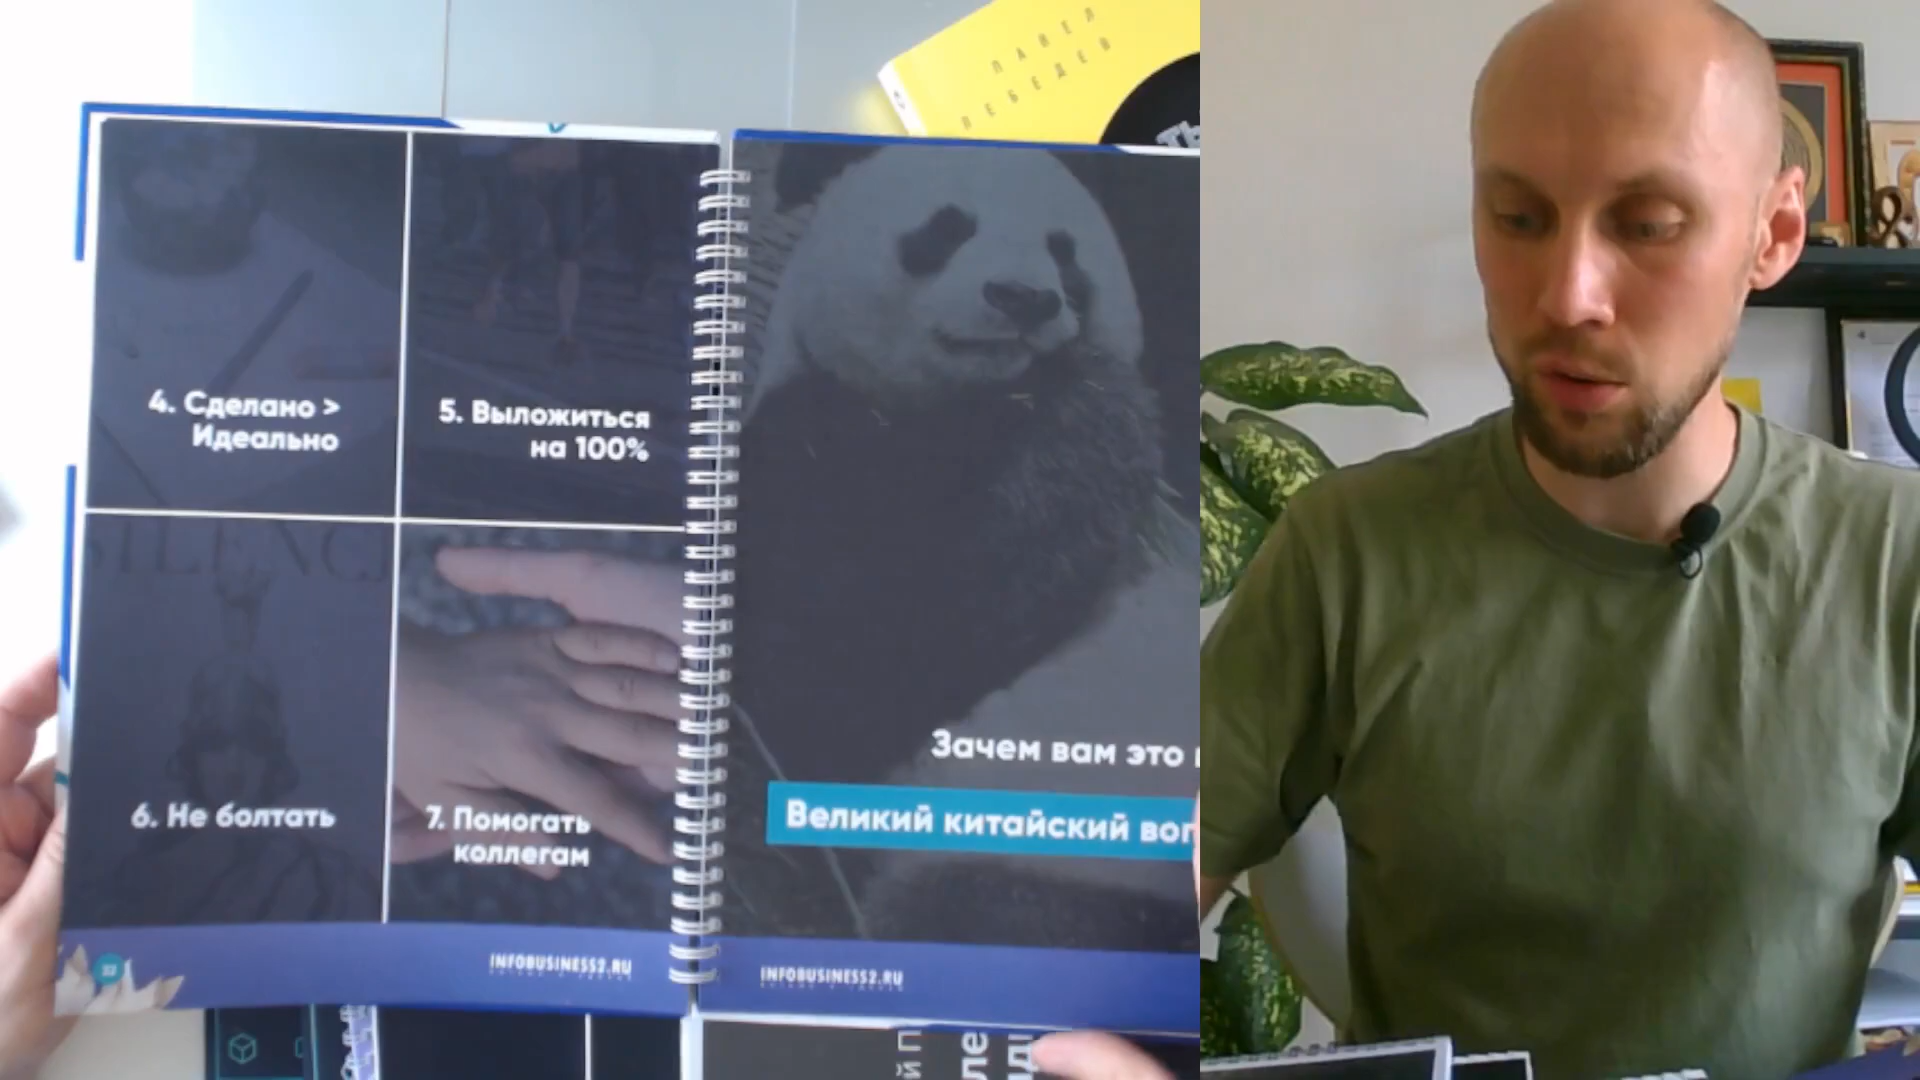 ПАВЕЛ
ЛЕБЕДЕВ
4. Сделано >
Идеально
5. Выложиться
на 100%
SILENC
6. Не болтать
7. Помогать
коллегам
INFOBUSINESS2.RU
Зачем вам это
Великий китайский
INFOBUSINESS2.RU